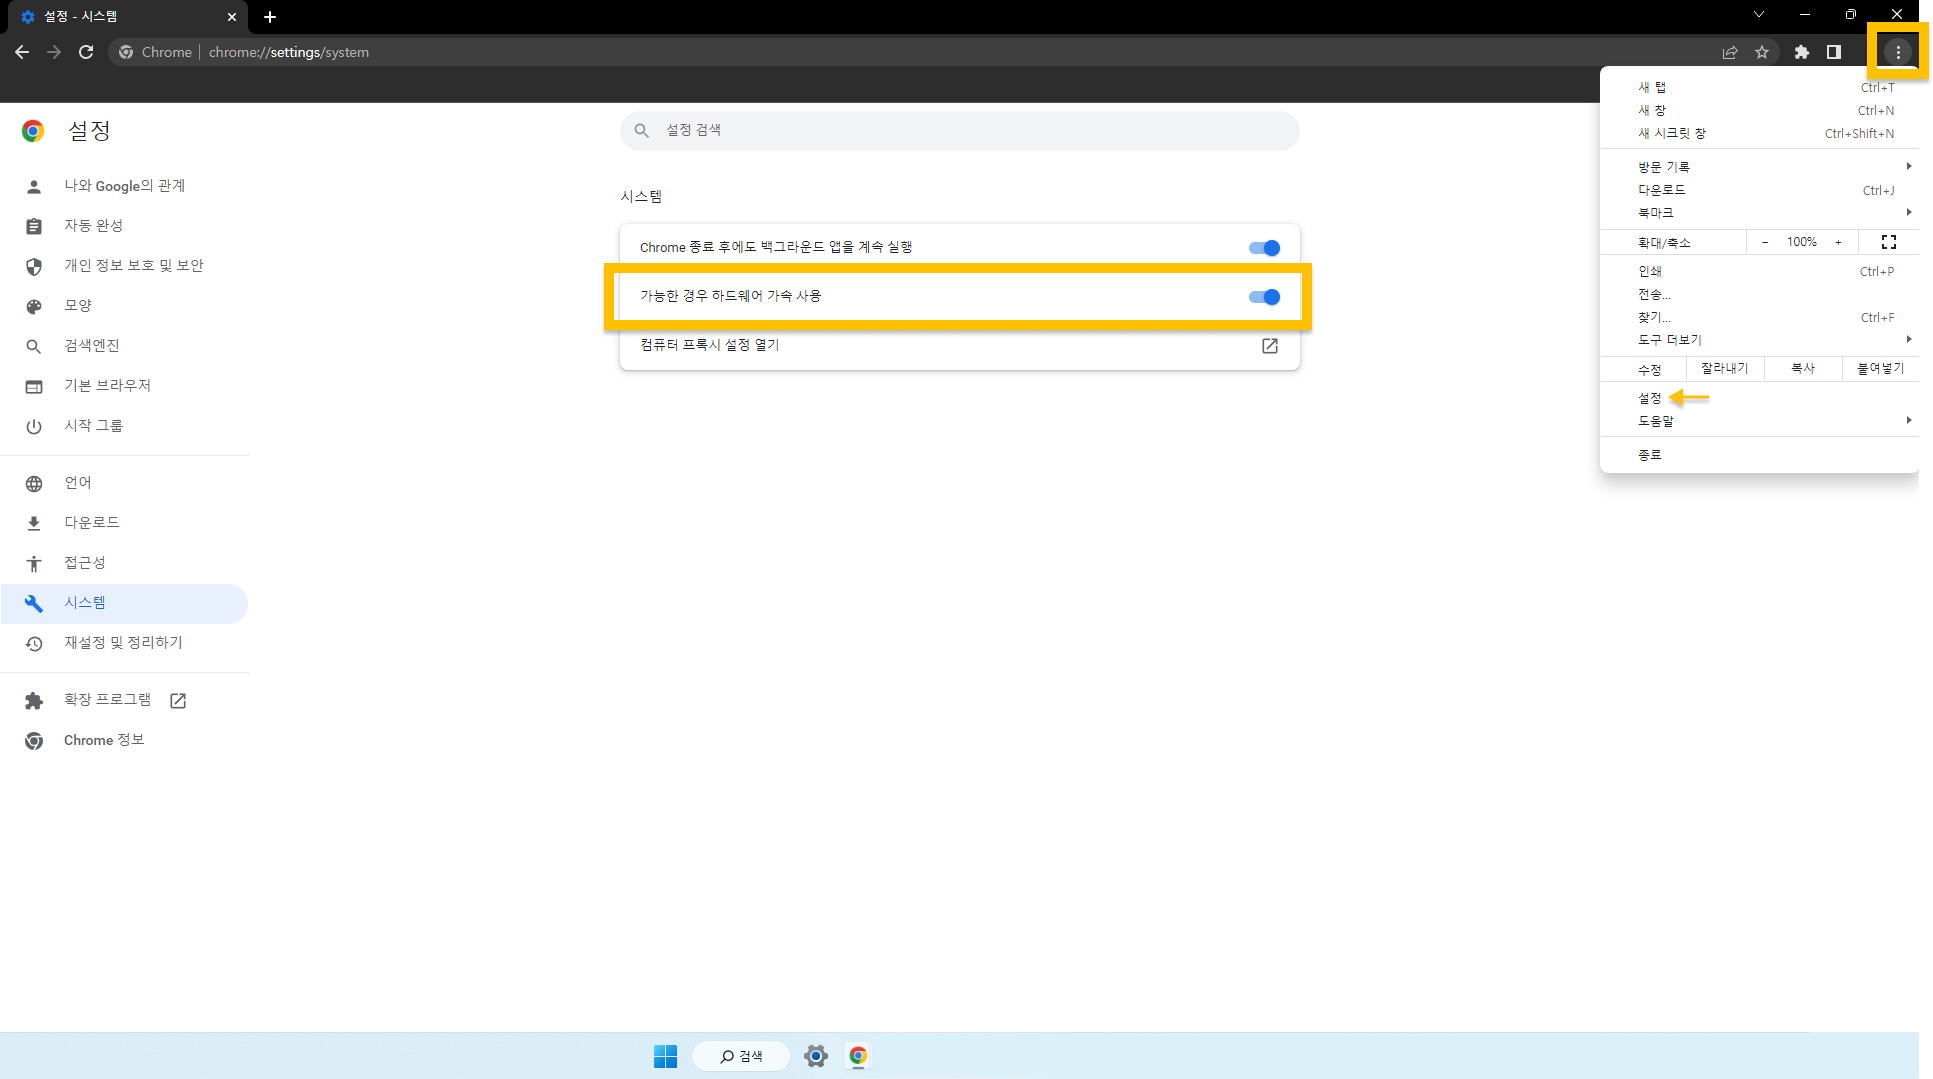 설정 - 시스템
Chrome chrome://settings/system
설정
설정 검색
나와 Google의 관계
자동 완성
개인 정보 보호 및 보안
모양
검색엔진
기본 브라우저
시작 그룹
언어
다운로드
접근성
시스템
재설정 및 정리하기
확장 프로그램
Chrome 정보
시스템
Chrome 종료 후에도 백그라운드 앱을 계속 실행
가능한 경우 하드웨어 가속 사용
컴퓨터 프록시 설정 열기
새 탭 Ctrl+T
새 창 Ctrl+N
새 시크릿 창 Ctrl+Shift+N
방문 기록
다운로드 Ctrl+J
북마크
확대/축소 - 100% +
인쇄 Ctrl+P
전송...
찾기... Ctrl+F
도구 더보기
수정 잘라내기 복사 붙여넣기
설정
도움말
종료
검색